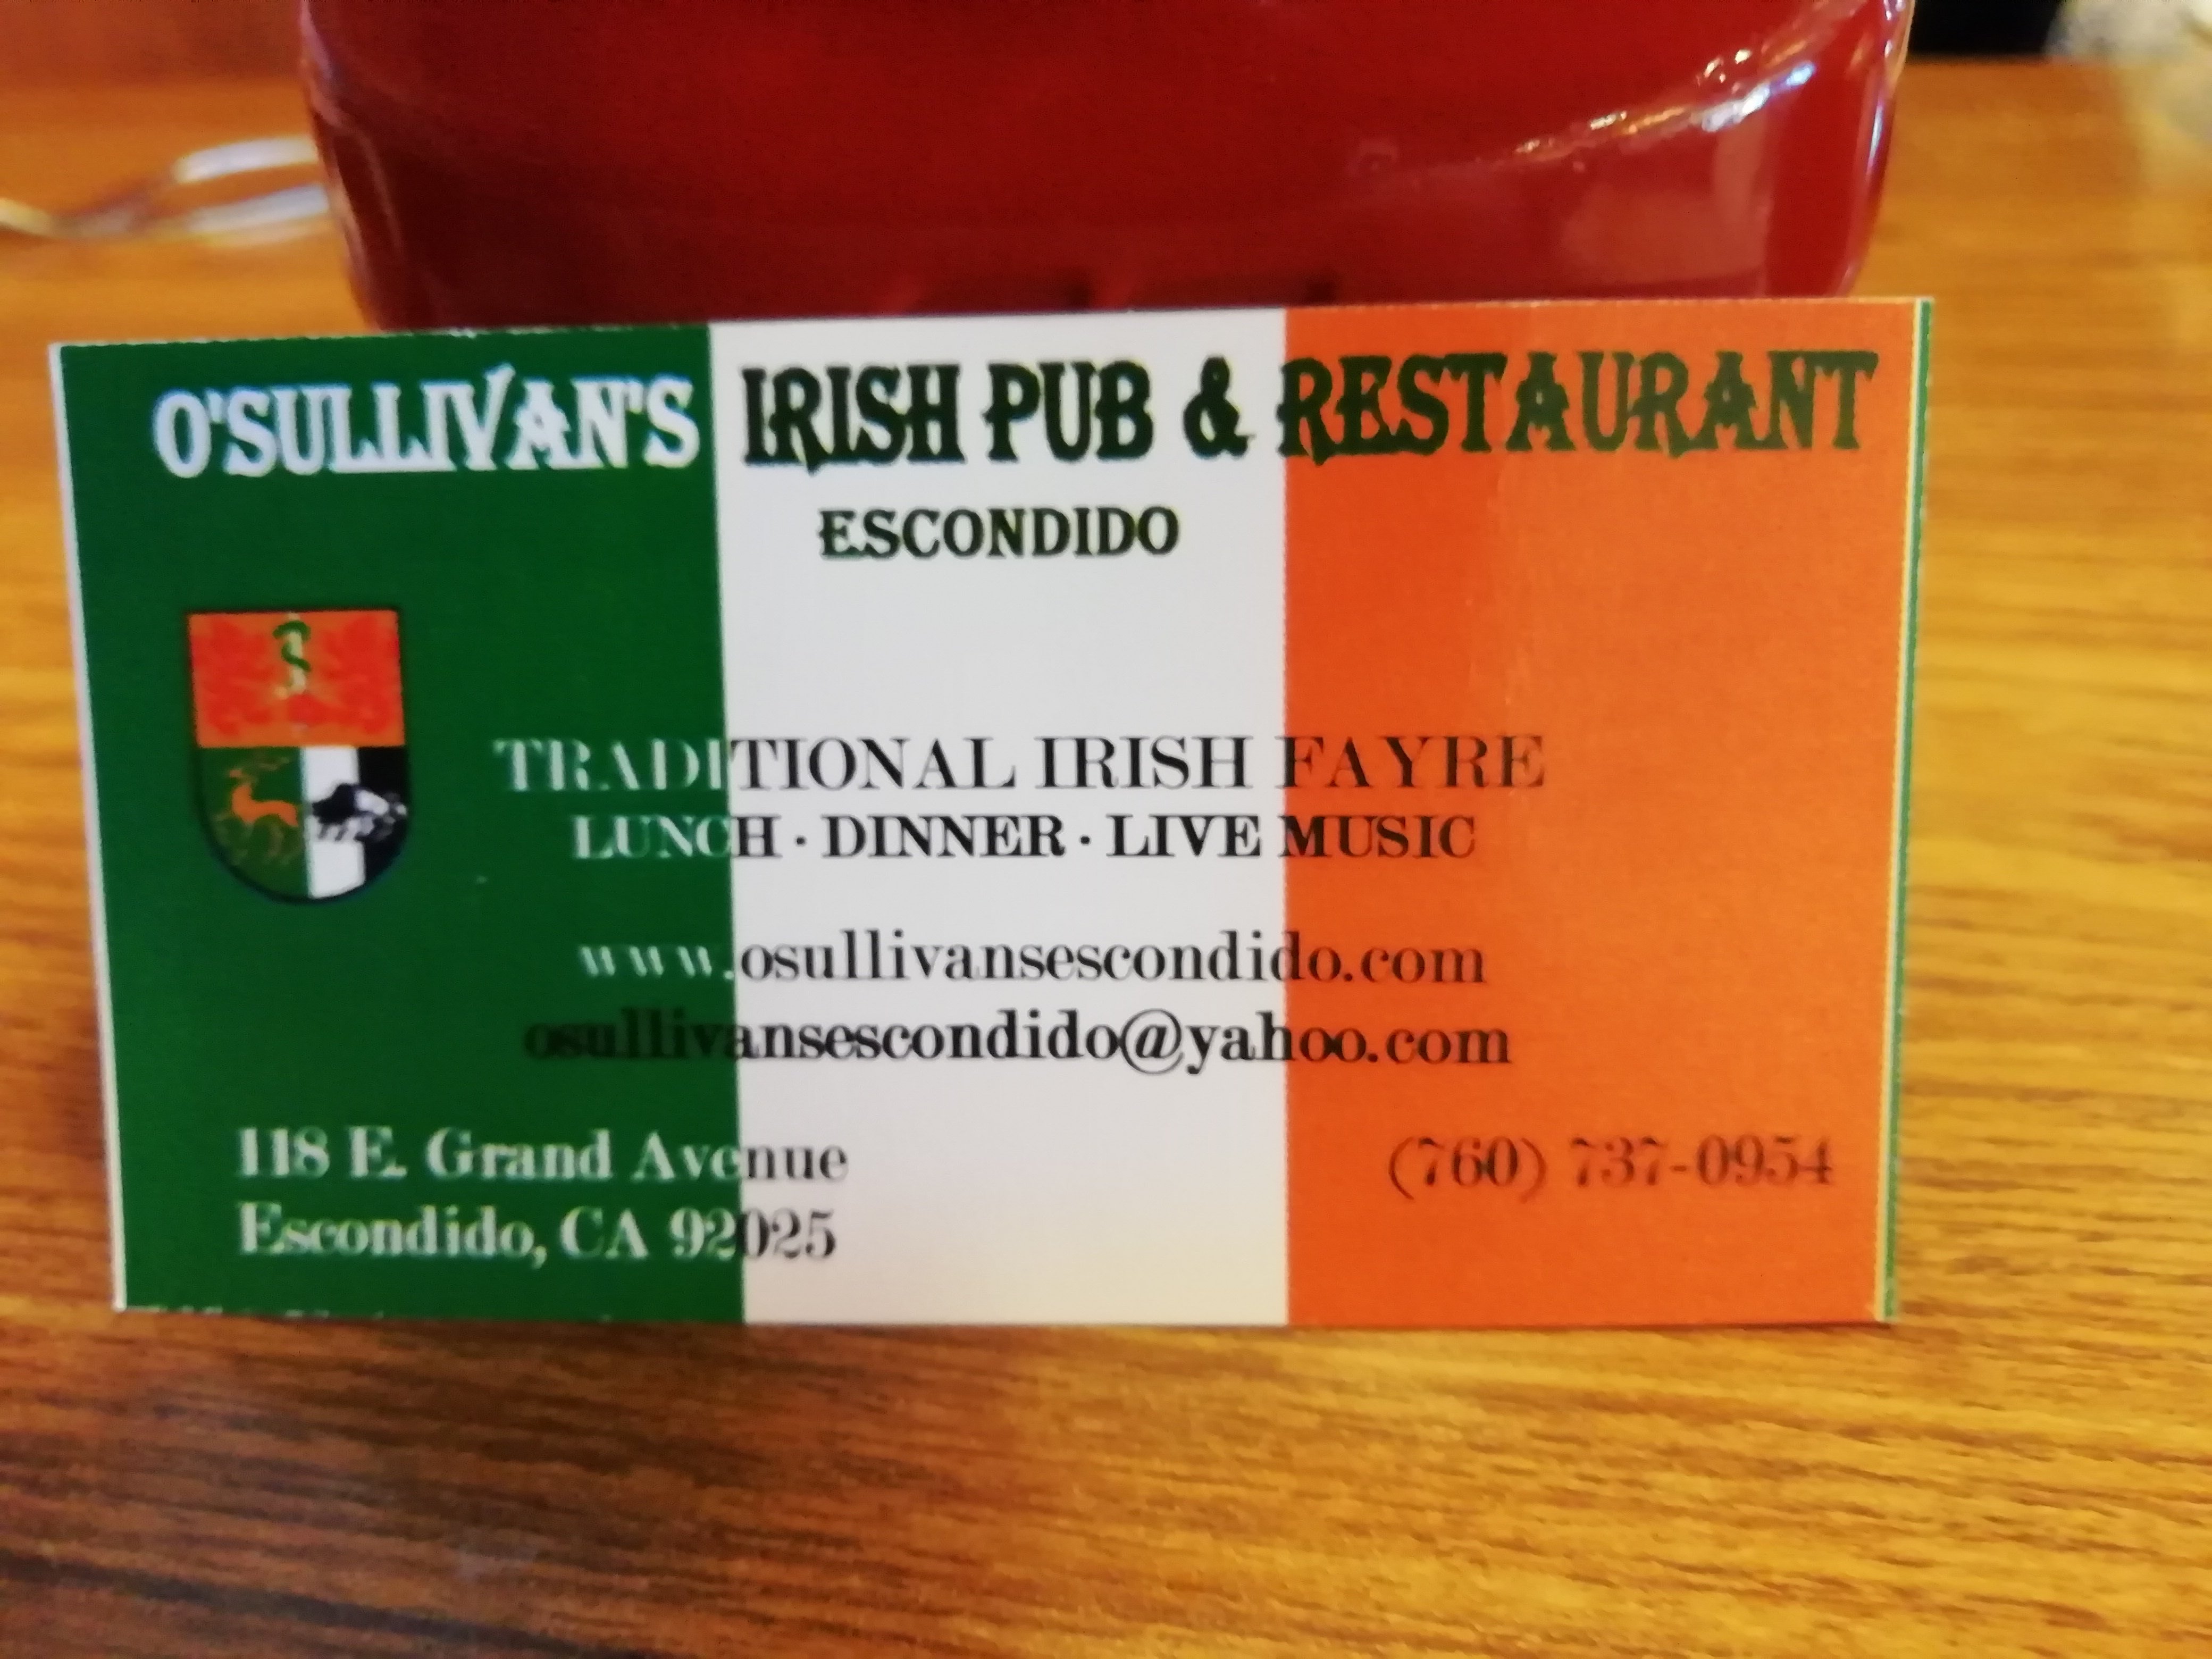 O'SULLIVAN'S IRISH PUB & RESTAURANT
ESCONDIDO
TRADITIONAL IRISH FAYRE
LUNCH · DINNER · LIVE MUSIC
www.osullivansescondido.com
osullivansescondido@yahoo.com
118 E. Grand Avenue
Escondido, CA 92025
(760) 737-0954